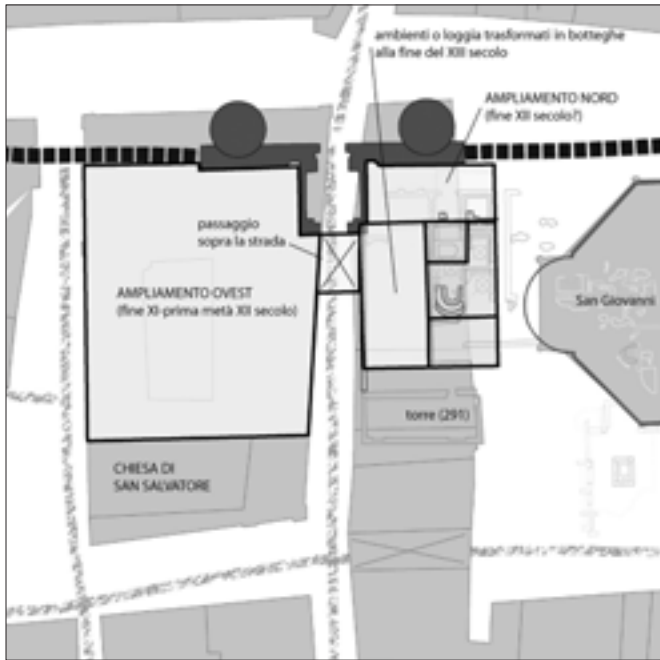 ambienti o loggia trasformati in botteghe
alla fine del XIII secolo
AMPLIAMENTO NORD
(fine XII secolo?)
passaggio
sopra la strada
AMPLIAMENTO OVEST
(fine XI-prima metà XII secolo)
San Giovanni
torre (291)
CHIESA DI
SAN SALVATORE